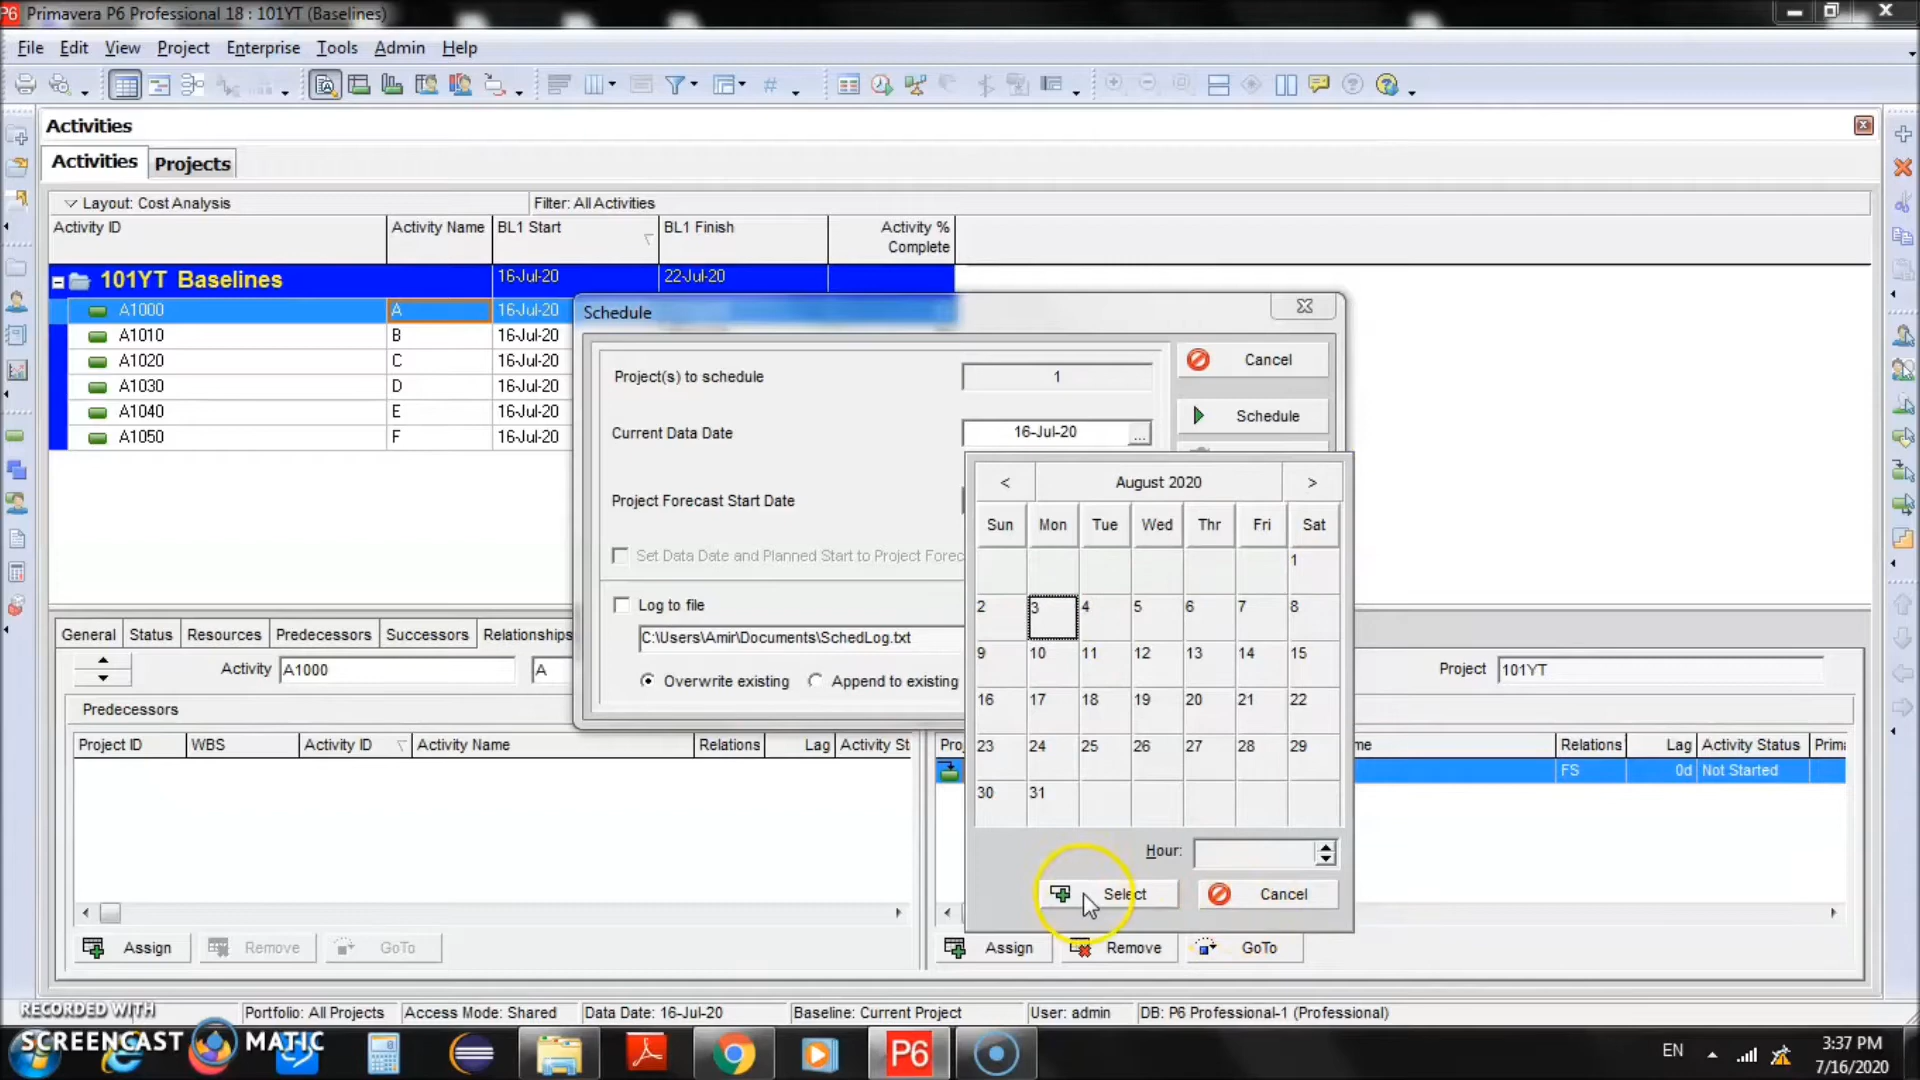 Primavera P6 Professional 18 : 101YT (Baselines)
File Edit View Project Enterprise Tools Admin Help
Activities
Activities Projects
Layout: Cost Analysis Filter: All Activities
Activity ID Activity Name BL1 Start BL1 Finish Activity % Complete
101YT Baselines 16-Jul-20 22-Jul-20
A1000 A 16-Jul-20
A1010 B 16-Jul-20
A1020 C 16-Jul-20
A1030 D 16-Jul-20
A1040 E 16-Jul-20
A1050 F 16-Jul-20
Schedule
Project(s) to schedule 1 Cancel
Current Data Date 16-Jul-20 ... Schedule
Project Forecast Start Date
Set Data Date and Planned Start to Project Forec
Log to file
C:\Users\Amir\Documents\SchedLog.txt
Overwrite existing Append to existing
< August 2020 >
Sun Mon Tue Wed Thr Fri Sat
1
2 3 4 5 6 7 8
9 10 11 12 13 14 15
16 17 18 19 20 21 22
23 24 25 26 27 28 29
30 31
Hour:
Select Cancel
General Status Resources Predecessors Successors Relationships
Activity A1000 A Project 101YT
Predecessors
Project ID WBS Activity ID Activity Name Relations Lag Activity St
Proj me Relations Lag Activity Status Prim
FS 0d Not Started
Assign Remove GoTo Assign Remove GoTo
Portfolio: All Projects Access Mode: Shared Data Date: 16-Jul-20 Baseline: Current Project User: admin DB: P6 Professional-1 (Professional)
RECORDED WITH
SCREENCAST MATIC
P6
EN 3:37 PM
7/16/2020